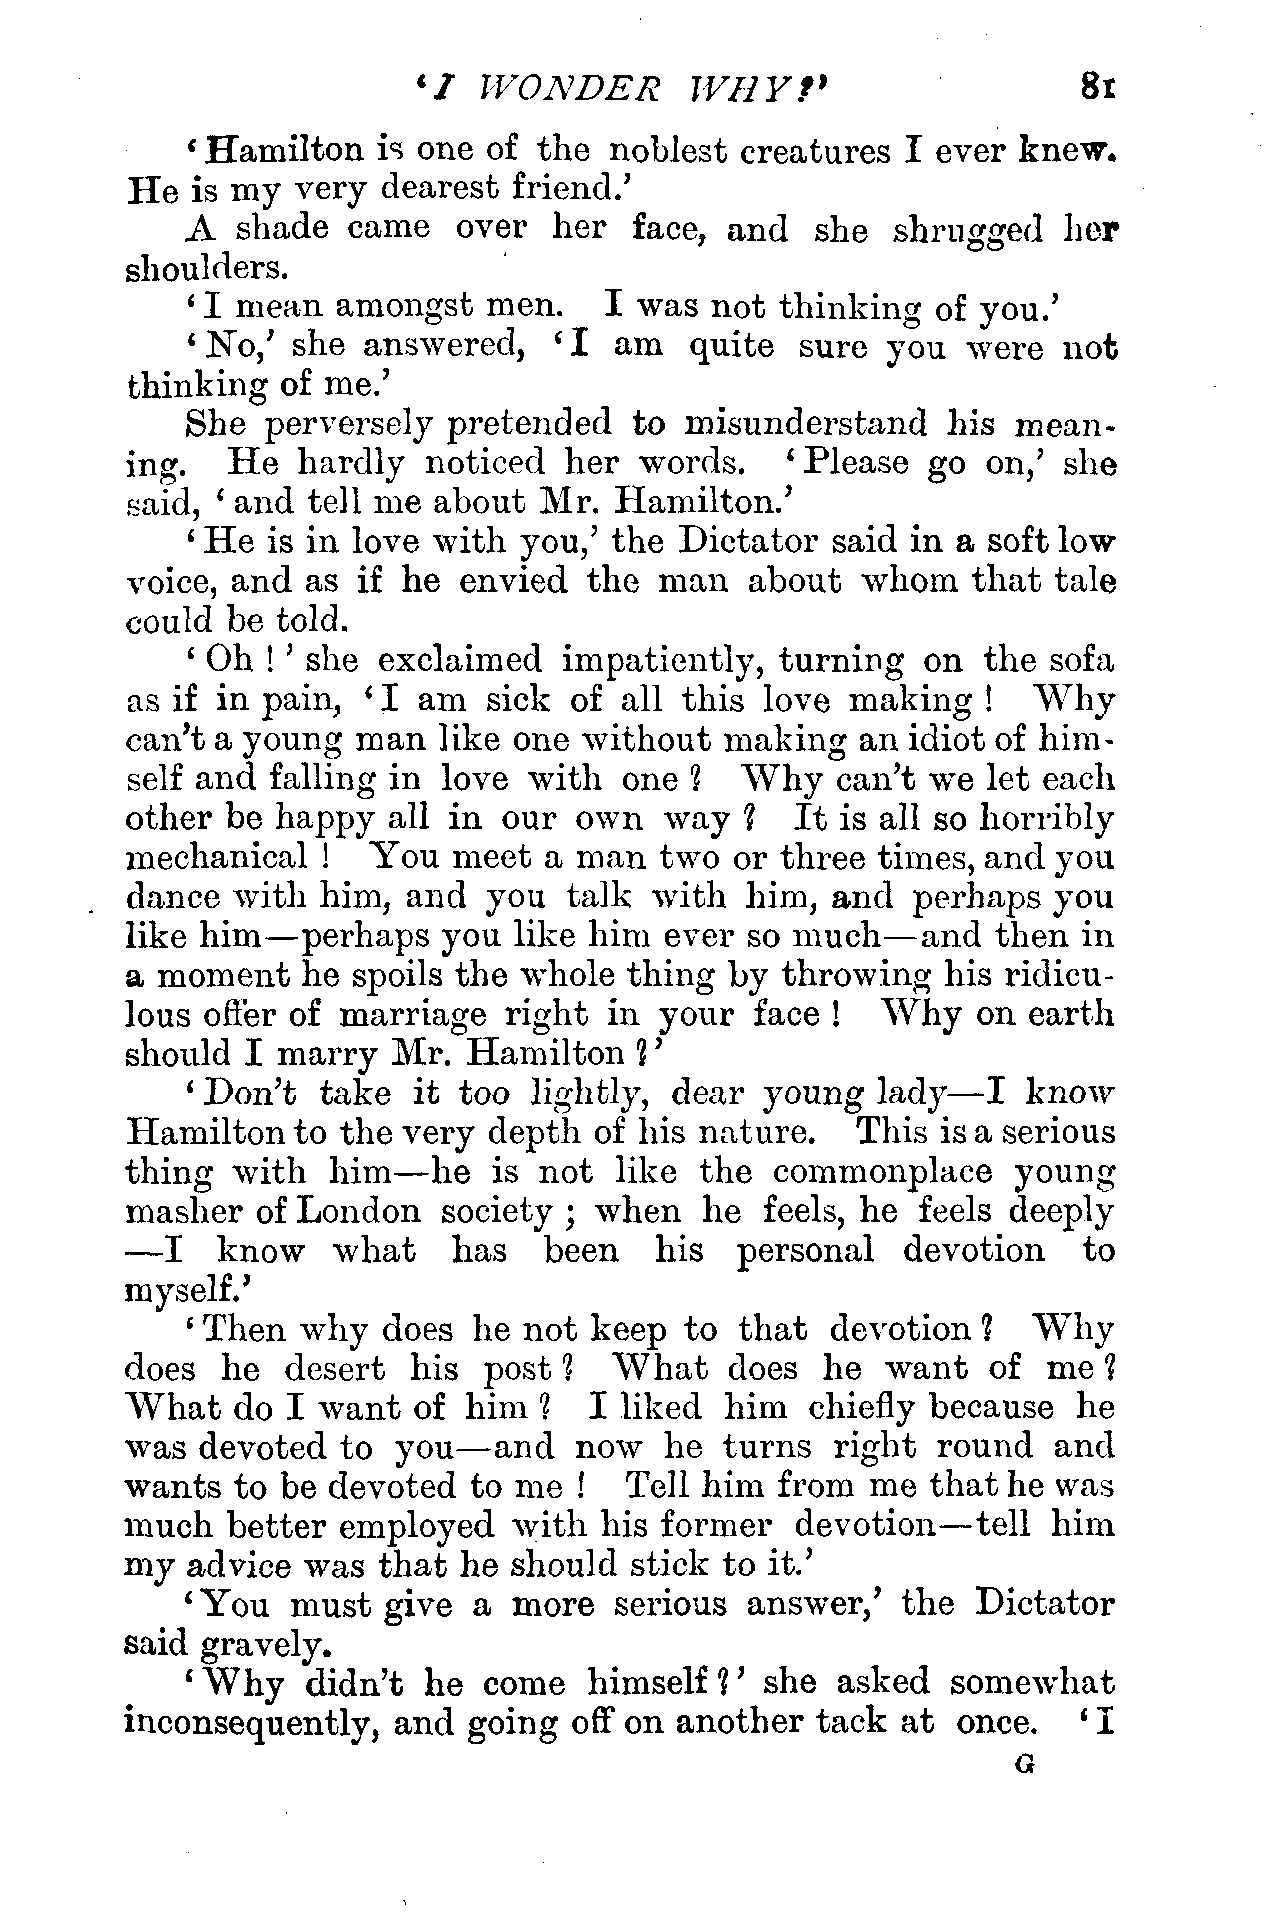 ‘I WONDER WHY?’ 81
‘Hamilton is one of the noblest creatures I ever knew.
He is my very dearest friend.’
A shade came over her face, and she shrugged her
shoulders.
‘I mean amongst men. I was not thinking of you.’
‘No,’ she answered, ‘I am quite sure you were not
thinking of me.’
She perversely pretended to misunderstand his mean-
ing. He hardly noticed her words. ‘Please go on,’ she
said, ‘and tell me about Mr. Hamilton.’
‘He is in love with you,’ the Dictator said in a soft low
voice, and as if he envied the man about whom that tale
could be told.
‘Oh!’ she exclaimed impatiently, turning on the sofa
as if in pain, ‘I am sick of all this love making! Why
can’t a young man like one without making an idiot of him-
self and falling in love with one? Why can’t we let each
other be happy all in our own way? It is all so horribly
mechanical! You meet a man two or three times, and you
dance with him, and you talk with him, and perhaps you
like him—perhaps you like him ever so much—and then in
a moment he spoils the whole thing by throwing his ridicu-
lous offer of marriage right in your face! Why on earth
should I marry Mr. Hamilton?’
‘Don’t take it too lightly, dear young lady—I know
Hamilton to the very depth of his nature. This is a serious
thing with him—he is not like the commonplace young
masher of London society; when he feels, he feels deeply
—I know what has been his personal devotion to
myself.’
‘Then why does he not keep to that devotion? Why
does he desert his post? What does he want of me?
What do I want of him? I liked him chiefly because he
was devoted to you—and now he turns right round and
wants to be devoted to me! Tell him from me that he was
much better employed with his former devotion—tell him
my advice was that he should stick to it.’
‘You must give a more serious answer,’ the Dictator
said gravely.
‘Why didn’t he come himself?’ she asked somewhat
inconsequently, and going off on another tack at once. ‘I
G